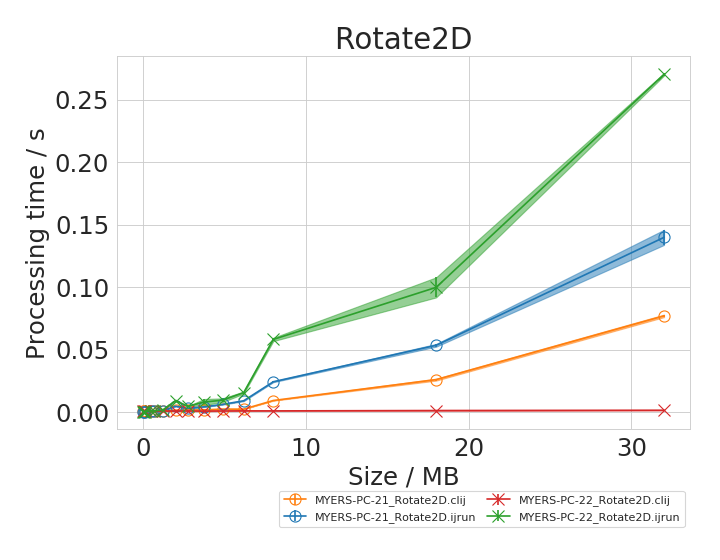 Rotate2D
Processing time / s
0.25
0.20
0.15
0.10
0.05
0.00
0 10 20 30
Size / MB
MYERS-PC-21_Rotate2D.clij MYERS-PC-22_Rotate2D.clij
MYERS-PC-21_Rotate2D.ijrun MYERS-PC-22_Rotate2D.ijrun